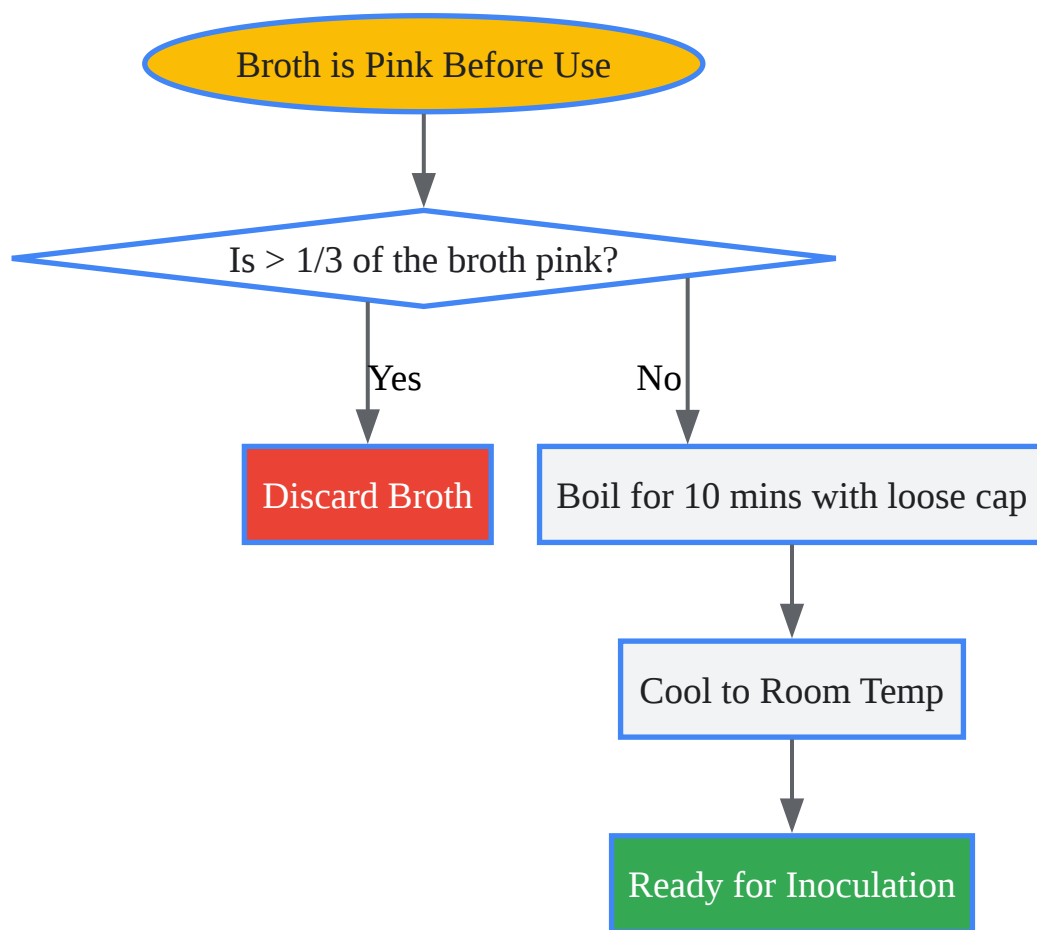 Broth is Pink Before Use
Is > 1/3 of the broth pink?
Yes
No
Discard Broth
Boil for 10 mins with loose cap
Cool to Room Temp
Ready for Inoculation